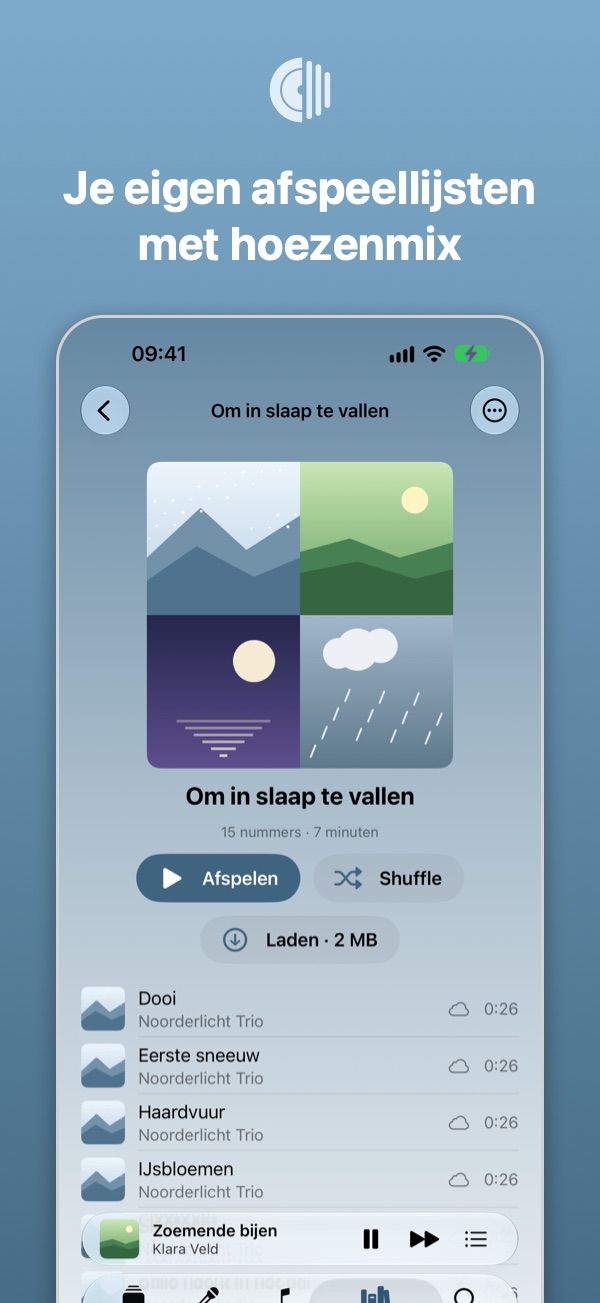 Je eigen afspeellijsten
met hoezenmix
09:41
Om in slaap te vallen
Om in slaap te vallen
15 nummers · 7 minuten
Afspelen
Shuffle
Laden · 2 MB
Dooi
Noorderlicht Trio
0:26
Eerste sneeuw
Noorderlicht Trio
0:26
Haardvuur
Noorderlicht Trio
0:26
IJsbloemen
Noorderlicht Trio
0:26
Zoemende bijen
Klara Veld